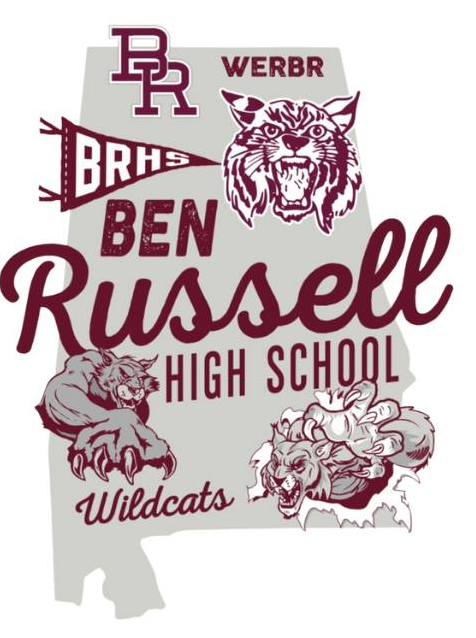 BR
WERBR
BRHS
BEN
Russell
HIGH SCHOOL
Wildcats